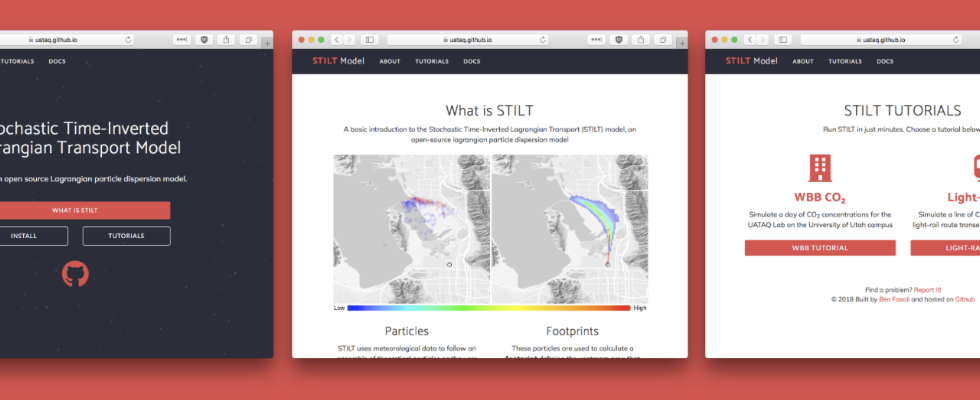 uataq.github.io
TUTORIALS DOCS
Stochastic Time-Inverted
Lagrangian Transport Model
n open source Lagrangian particle dispersion model.
WHAT IS STILT
INSTALL
TUTORIALS
uataq.github.io
STILT Model ABOUT TUTORIALS DOCS
What is STILT
A basic introduction to the Stochastic Time-Inverted Lagrangian Transport (STILT) model, an
open-source lagrangian particle dispersion model
Low
High
Particles
STILT uses meteorological data to follow an
Footprints
These particles are used to calculate a
uataq.github.io
STILT Model ABOUT TUTORIALS DOCS
STILT TUTORIALS
Run STILT in just minutes. Choose a tutorial below
WBB CO₂
Simulate a day of CO₂ concentrations for the
UATAQ Lab on the University of Utah campus
WBB TUTORIAL
Light-
Simulate a line of C
light-rail route transe
LIGHT-RA
Find a problem? Report it!
© 2018 Built by Ben Fasoli and hosted on Github